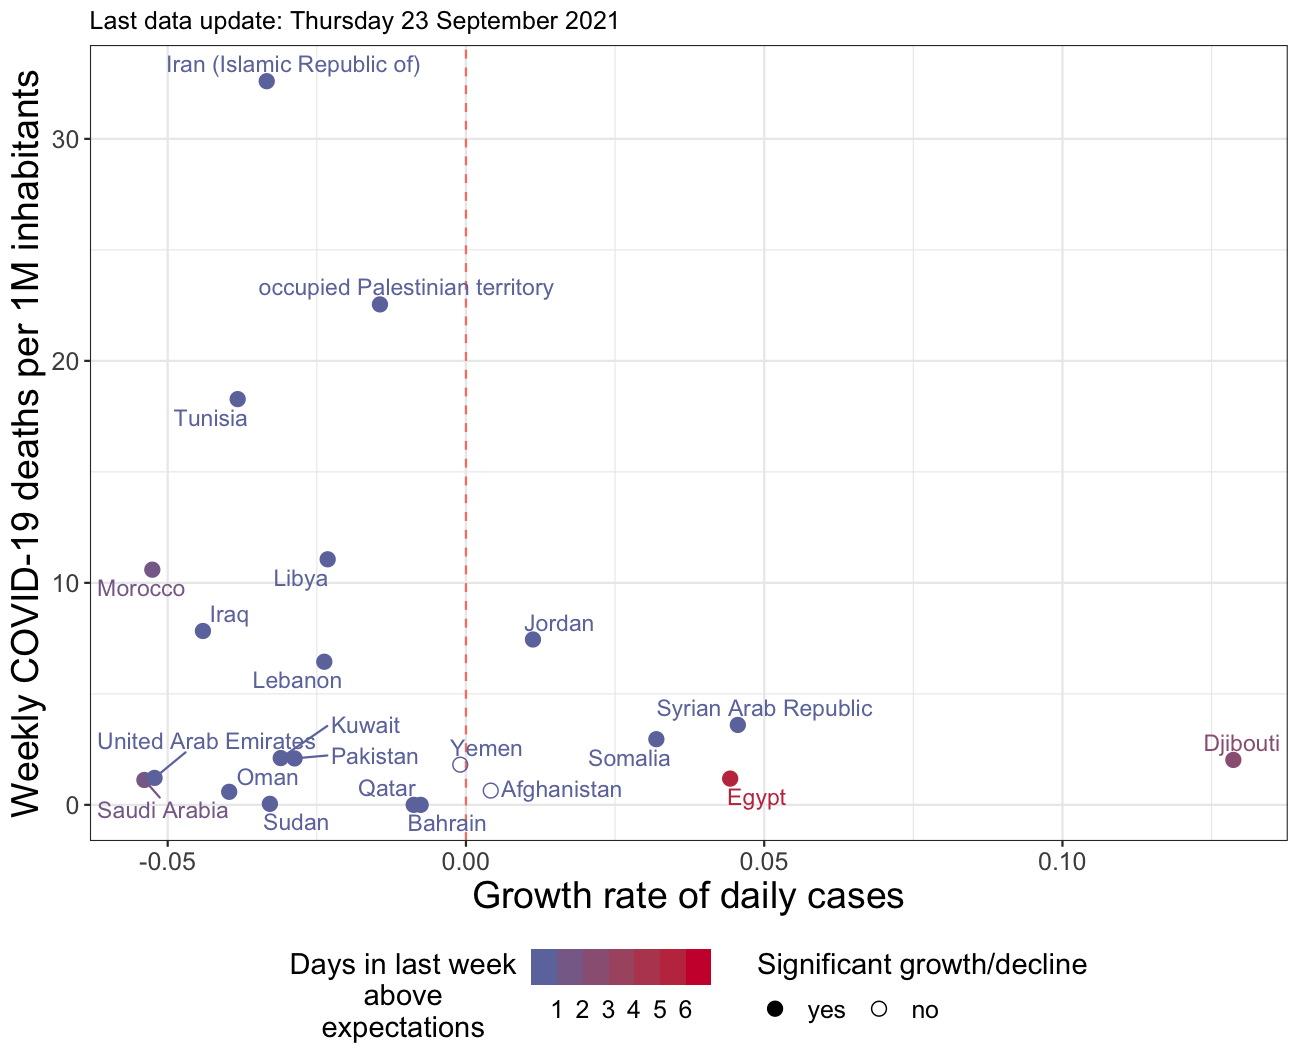 Last data update: Thursday 23 September 2021
Weekly COVID-19 deaths per 1M inhabitants
30
20
10
0
Iran (Islamic Republic of)
occupied Palestinian territory
Tunisia
Libya
Morocco
Iraq
Jordan
Lebanon
Syrian Arab Republic
Kuwait
United Arab Emirates
Djibouti
Yemen
Pakistan
Somalia
Oman
Qatar
Afghanistan
Egypt
Saudi Arabia
Sudan
Bahrain
-0.05 0.00 0.05 0.10
Growth rate of daily cases
Days in last week
above
expectations
1 2 3 4 5 6
Significant growth/decline
yes no